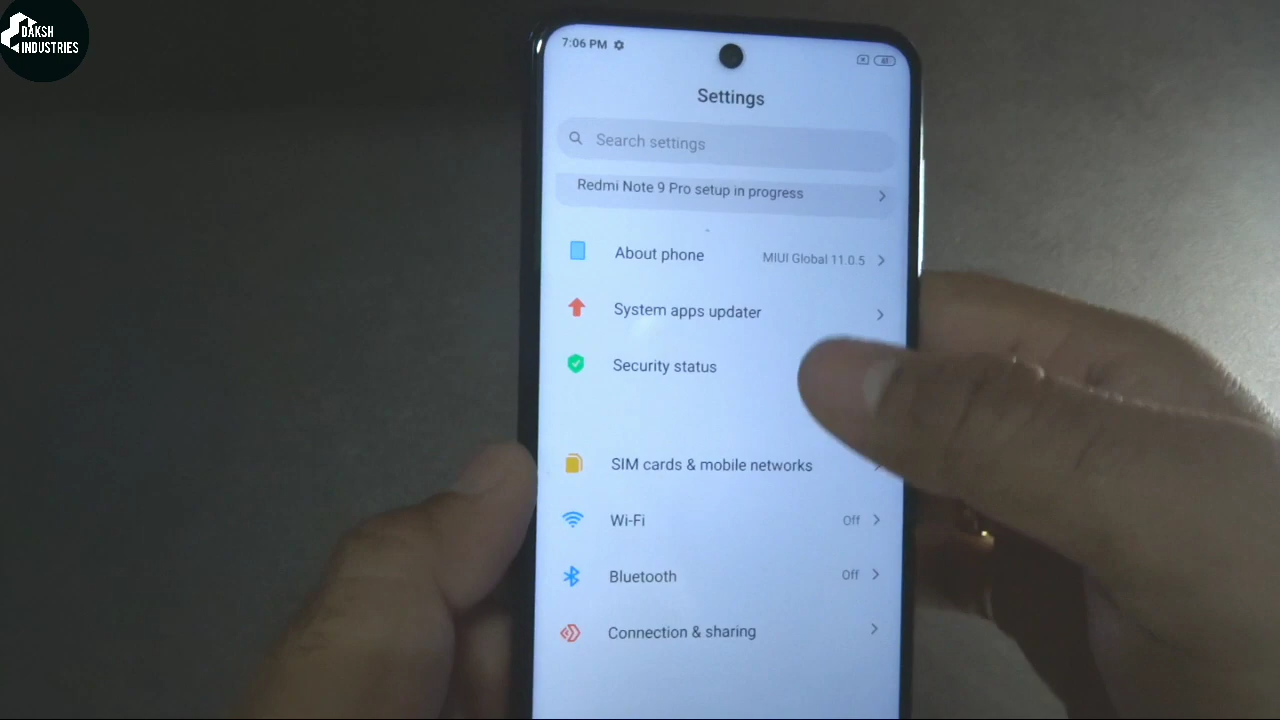 DAKSH
INDUSTRIES
7:06 PM
Settings
Search settings
Redmi Note 9 Pro setup in progress
About phone MIUI Global 11.0.5
System apps updater
Security status
SIM cards & mobile networks
Wi-Fi Off
Bluetooth Off
Connection & sharing